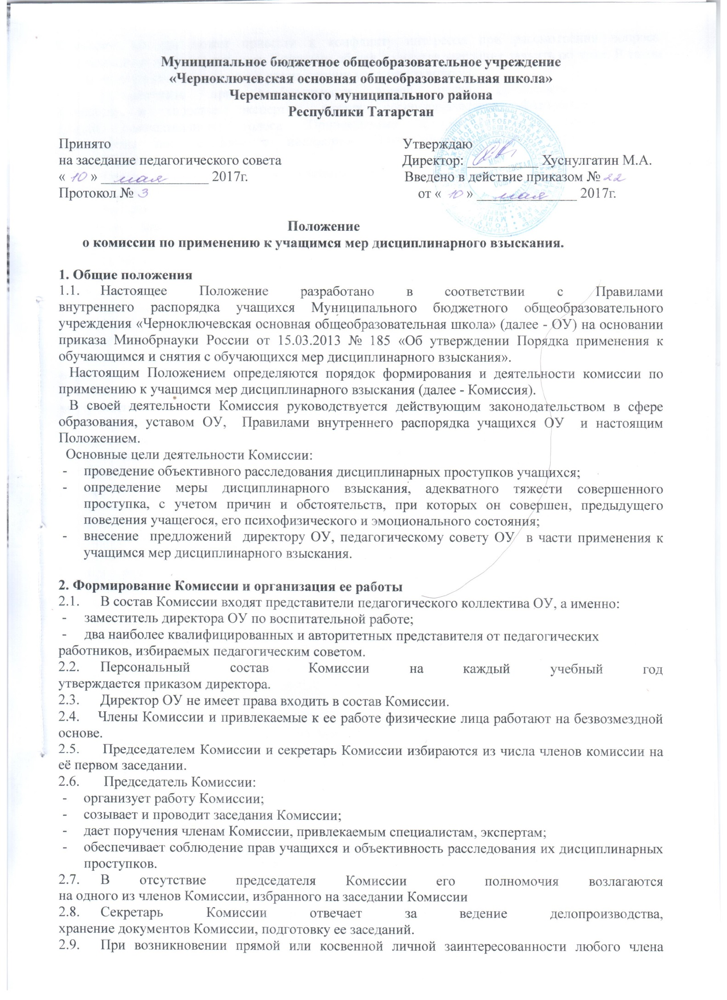 Муниципальное бюджетное общеобразовательное учреждение
«Черноключевская основная общеобразовательная школа»
Черемшанского муниципального района
Республики Татарстан
Принято Утверждаю
на заседание педагогического совета Директор: __________ Хуснулгатин М.А.
« 10 » мая 2017г. Введено в действие приказом № 22
Протокол № 3 от « 10 » мая 2017г.
Положение
о комиссии по применению к учащимся мер дисциплинарного взыскания.
1. Общие положения
1.1. Настоящее Положение разработано в соответствии с Правилами
внутреннего распорядка учащихся Муниципального бюджетного общеобразовательного
учреждения «Черноключевская основная общеобразовательная школа» (далее - ОУ) на основании
приказа Минобрнауки России от 15.03.2013 № 185 «Об утверждении Порядка применения к
обучающимся и снятия с обучающихся мер дисциплинарного взыскания».
Настоящим Положением определяются порядок формирования и деятельности комиссии по
применению к учащимся мер дисциплинарного взыскания (далее - Комиссия).
В своей деятельности Комиссия руководствуется действующим законодательством в сфере
образования, уставом ОУ, Правилами внутреннего распорядка учащихся ОУ и настоящим
Положением.
Основные цели деятельности Комиссии:
- проведение объективного расследования дисциплинарных проступков учащихся;
- определение меры дисциплинарного взыскания, адекватного тяжести совершенного
проступка, с учетом причин и обстоятельств, при которых он совершен, предыдущего
поведения учащегося, его психофизического и эмоционального состояния;
- внесение предложений директору ОУ, педагогическому совету ОУ в части применения к
учащимся мер дисциплинарного взыскания.
2. Формирование Комиссии и организация ее работы
2.1. В состав Комиссии входят представители педагогического коллектива ОУ, а именно:
- заместитель директора ОУ по воспитательной работе;
- два наиболее квалифицированных и авторитетных представителя от педагогических
работников, избираемых педагогическим советом.
2.2. Персональный состав Комиссии на каждый учебный год
утверждается приказом директора.
2.3. Директор ОУ не имеет права входить в состав Комиссии.
2.4. Члены Комиссии и привлекаемые к ее работе физические лица работают на безвозмездной
основе.
2.5. Председателем Комиссии и секретарь Комиссии избираются из числа членов комиссии на
её первом заседании.
2.6. Председатель Комиссии:
- организует работу Комиссии;
- созывает и проводит заседания Комиссии;
- дает поручения членам Комиссии, привлекаемым специалистам, экспертам;
- обеспечивает соблюдение прав учащихся и объективность расследования их дисциплинарных
проступков.
2.7. В отсутствие председателя Комиссии его полномочия возлагаются
на одного из членов Комиссии, избранного на заседании Комиссии
2.8. Секретарь Комиссии отвечает за ведение делопроизводства,
хранение документов Комиссии, подготовку ее заседаний.
2.9. При возникновении прямой или косвенной личной заинтересованности любого члена